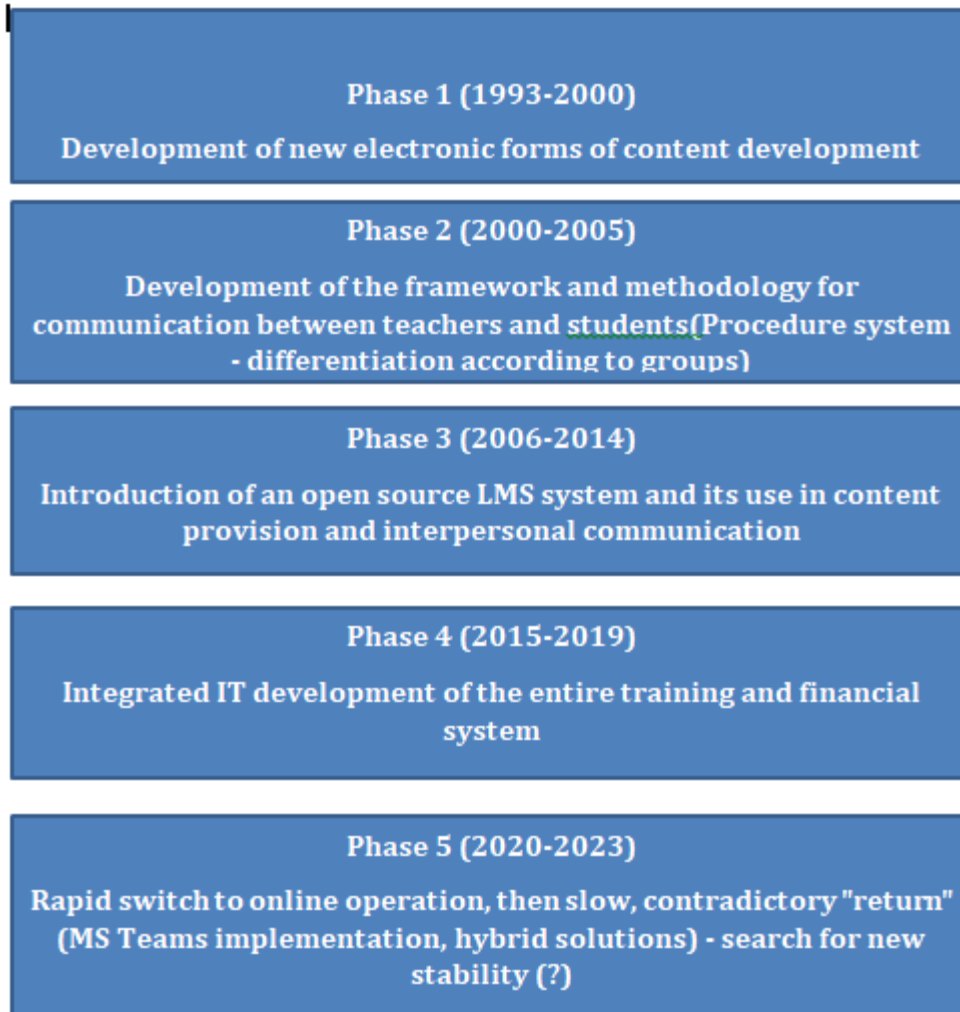 Phase 1 (1993-2000)
Development of new electronic forms of content development
Phase 2 (2000-2005)
Development of the framework and methodology for
communication between teachers and students(Procedure system
- differentiation according to groups)
Phase 3 (2006-2014)
Introduction of an open source LMS system and its use in content
provision and interpersonal communication
Phase 4 (2015-2019)
Integrated IT development of the entire training and financial
system
Phase 5 (2020-2023)
Rapid switch to online operation, then slow, contradictory "return"
(MS Teams implementation, hybrid solutions) - search for new
stability (?)